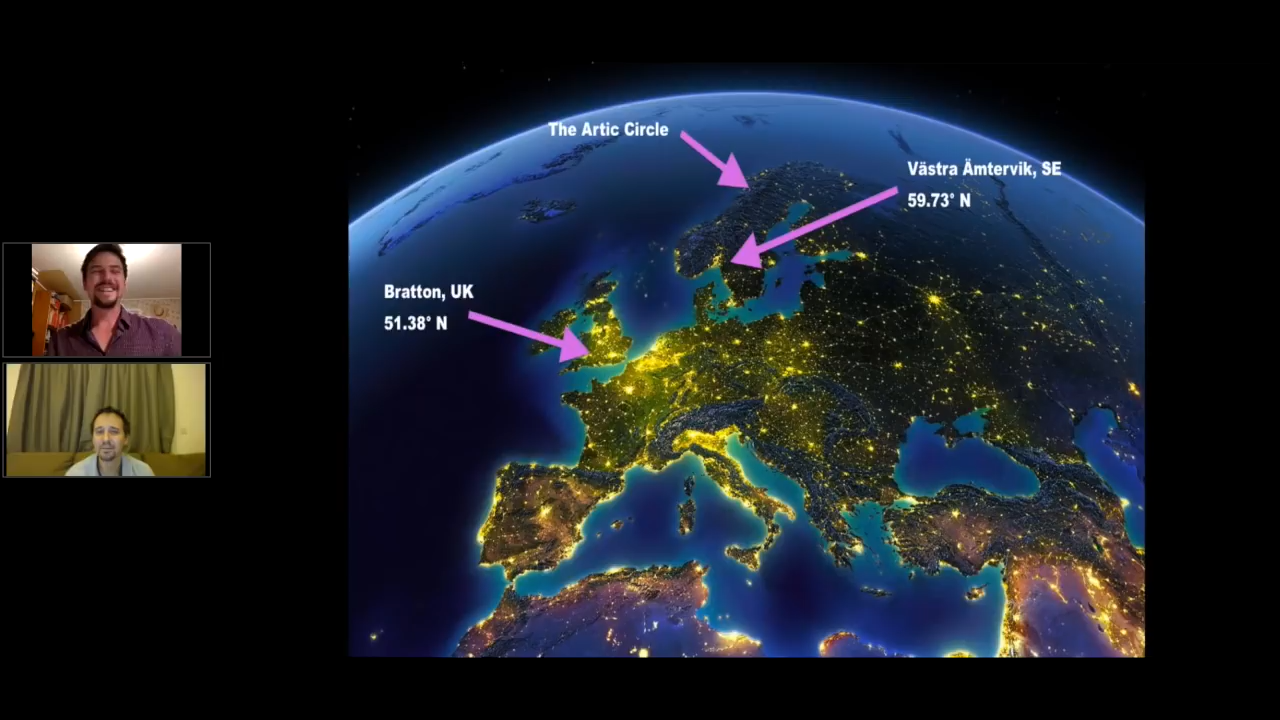 The Artic Circle
Västra Ämtervik, SE
59.73° N
Bratton, UK
51.38° N